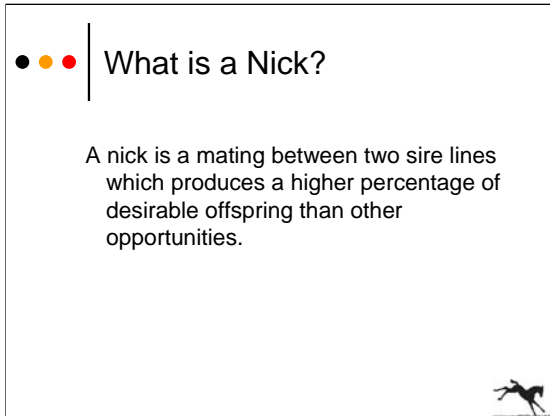 What is a Nick?
A nick is a mating between two sire lines
which produces a higher percentage of
desirable offspring than other
opportunities.